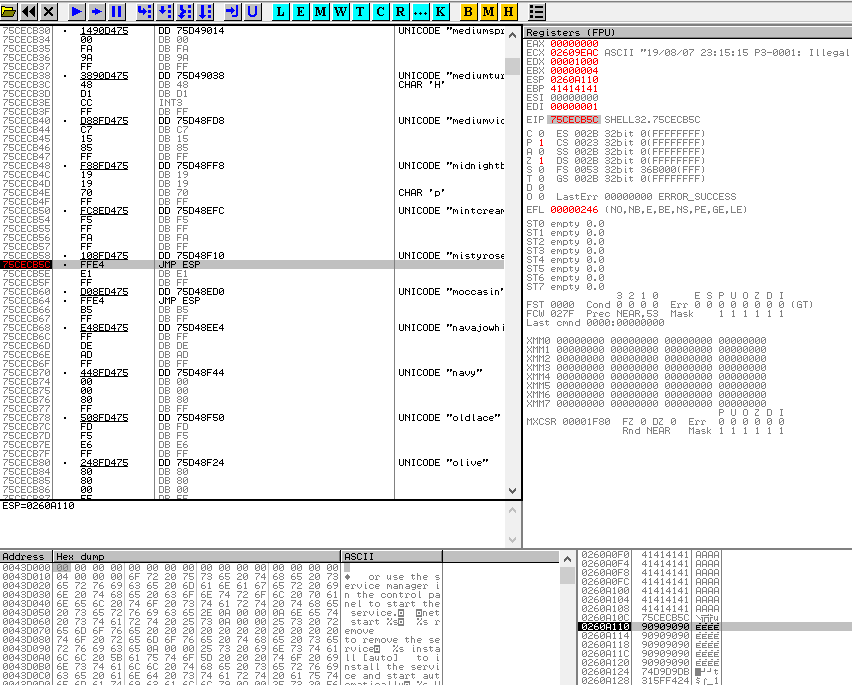 L E M W T C R ... K B M H
75CECB30 · 1490D475 DD 75D49014 UNICODE "mediumspr
75CECB34 00 DB 00
75CECB35 FA DB FA
75CECB36 9A DB 9A
75CECB37 FF DB FF
75CECB38 · 3890D475 DD 75D49038 UNICODE "mediumtur
75CECB3C 48 DB 48 CHAR 'H'
75CECB3D D1 DB D1
75CECB3E CC INT3
75CECB3F FF DB FF
75CECB40 · D88FD475 DD 75D48FD8 UNICODE "mediumvio
75CECB44 C7 DB C7
75CECB45 15 DB 15
75CECB46 85 DB 85
75CECB47 FF DB FF
75CECB48 · F88FD475 DD 75D48FF8 UNICODE "midnightb
75CECB4C 19 DB 19
75CECB4D 19 DB 19
75CECB4E 70 DB 70 CHAR 'p'
75CECB4F FF DB FF
75CECB50 · FC8ED475 DD 75D48EFC UNICODE "mintcream
75CECB54 F5 DB F5
75CECB55 FF DB FF
75CECB56 FA DB FA
75CECB57 FF DB FF
75CECB58 · 108FD475 DD 75D48F10 UNICODE "mistyrose
75CECB5C · FFE4 JMP ESP
75CECB5E E1 DB E1
75CECB5F FF DB FF
75CECB60 · D08ED475 DD 75D48ED0 UNICODE "moccasin"
75CECB64 · FFE4 JMP ESP
75CECB66 B5 DB B5
75CECB67 FF DB FF
75CECB68 · E48ED475 DD 75D48EE4 UNICODE "navajowhi
75CECB6C FF DB FF
75CECB6D DE DB DE
75CECB6E AD DB AD
75CECB6F FF DB FF
75CECB70 · 448FD475 DD 75D48F44 UNICODE "navy"
75CECB74 00 DB 00
75CECB75 00 DB 00
75CECB76 80 DB 80
75CECB77 FF DB FF
75CECB78 · 508FD475 DD 75D48F50 UNICODE "oldlace"
75CECB7C FD DB FD
75CECB7D F5 DB F5
75CECB7E E6 DB E6
75CECB7F FF DB FF
75CECB80 · 248FD475 DD 75D48F24 UNICODE "olive"
75CECB84 80 DB 80
75CECB85 80 DB 80
75CECB86 00 DB 00
ESP=0260A110
Registers (FPU)
EAX 00000000
ECX 02609EAC ASCII "19/08/07 23:15:15 P3-0001: Illegal
EDX 00001000
EBX 00000004
ESP 0260A110
EBP 41414141
ESI 00000000
EDI 00000001
EIP 75CECB5C SHELL32.75CECB5C
C 0 ES 002B 32bit 0(FFFFFFFF)
P 1 CS 0023 32bit 0(FFFFFFFF)
A 0 SS 002B 32bit 0(FFFFFFFF)
Z 1 DS 002B 32bit 0(FFFFFFFF)
S 0 FS 0053 32bit 36B000(FFF)
T 0 GS 002B 32bit 0(FFFFFFFF)
D 0
O 0 LastErr 00000000 ERROR_SUCCESS
EFL 00000246 (NO,NB,E,BE,NS,PE,GE,LE)
ST0 empty 0.0
ST1 empty 0.0
ST2 empty 0.0
ST3 empty 0.0
ST4 empty 0.0
ST5 empty 0.0
ST6 empty 0.0
ST7 empty 0.0
3 2 1 0 E S P U O Z D I
FST 0000 Cond 0 0 0 0 Err 0 0 0 0 0 0 0 0 (GT)
FCW 027F Prec NEAR,53 Mask 1 1 1 1 1 1
Last cmnd 0000:00000000
XMM0 00000000 00000000 00000000 00000000
XMM1 00000000 00000000 00000000 00000000
XMM2 00000000 00000000 00000000 00000000
XMM3 00000000 00000000 00000000 00000000
XMM4 00000000 00000000 00000000 00000000
XMM5 00000000 00000000 00000000 00000000
XMM6 00000000 00000000 00000000 00000000
XMM7 00000000 00000000 00000000 00000000
P U O Z D I
MXCSR 00001F80 FZ 0 DZ 0 Err 0 0 0 0 0 0
Rnd NEAR Mask 1 1 1 1 1 1
Address Hex dump ASCII
0043D000 00 00 00 00 00 00 00 00 00 00 00 00 00 00 00 00
0043D010 04 00 00 00 6F 72 20 75 73 65 20 74 68 65 20 73 ♦ or use the s
0043D020 65 72 76 69 63 65 20 6D 61 6E 61 67 65 72 20 69 ervice manager i
0043D030 6E 20 74 68 65 20 63 6F 6E 74 72 6F 6C 20 70 61 n the control pa
0043D040 6E 65 6C 20 74 6F 20 73 74 61 72 74 20 74 68 65 nel to start the
0043D050 20 73 65 72 76 69 63 65 2E 0A 00 00 0A 6E 65 74 service. net
0043D060 20 73 74 61 72 74 20 25 73 0A 00 00 25 73 20 72 start %s %s r
0043D070 65 6D 6F 76 65 20 20 20 20 20 20 20 20 20 20 20 emove
0043D080 74 6F 20 72 65 6D 6F 76 65 20 74 68 65 20 73 65 to remove the se
0043D090 72 76 69 63 65 0A 00 00 25 73 20 69 6E 73 74 61 rvice %s insta
0043D0A0 6C 6C 20 5B 61 75 74 6F 5D 20 20 20 74 6F 20 69 ll [auto] to i
0043D0B0 6E 73 74 61 6C 6C 20 74 68 65 20 73 65 72 76 69 nstall the servi
0043D0C0 63 65 20 61 6E 64 20 73 74 61 72 74 20 61 75 74 ce and start aut
0260A0F0 41414141 AAAA
0260A0F4 41414141 AAAA
0260A0F8 41414141 AAAA
0260A0FC 41414141 AAAA
0260A100 41414141 AAAA
0260A104 41414141 AAAA
0260A108 41414141 AAAA
0260A10C 75CECB5C
0260A110 90909090 ÉÉÉÉ
0260A114 90909090 ÉÉÉÉ
0260A118 90909090 ÉÉÉÉ
0260A11C 90909090 ÉÉÉÉ
0260A120 90909090 ÉÉÉÉ
0260A124 74D9D9DB
0260A128 315FF424